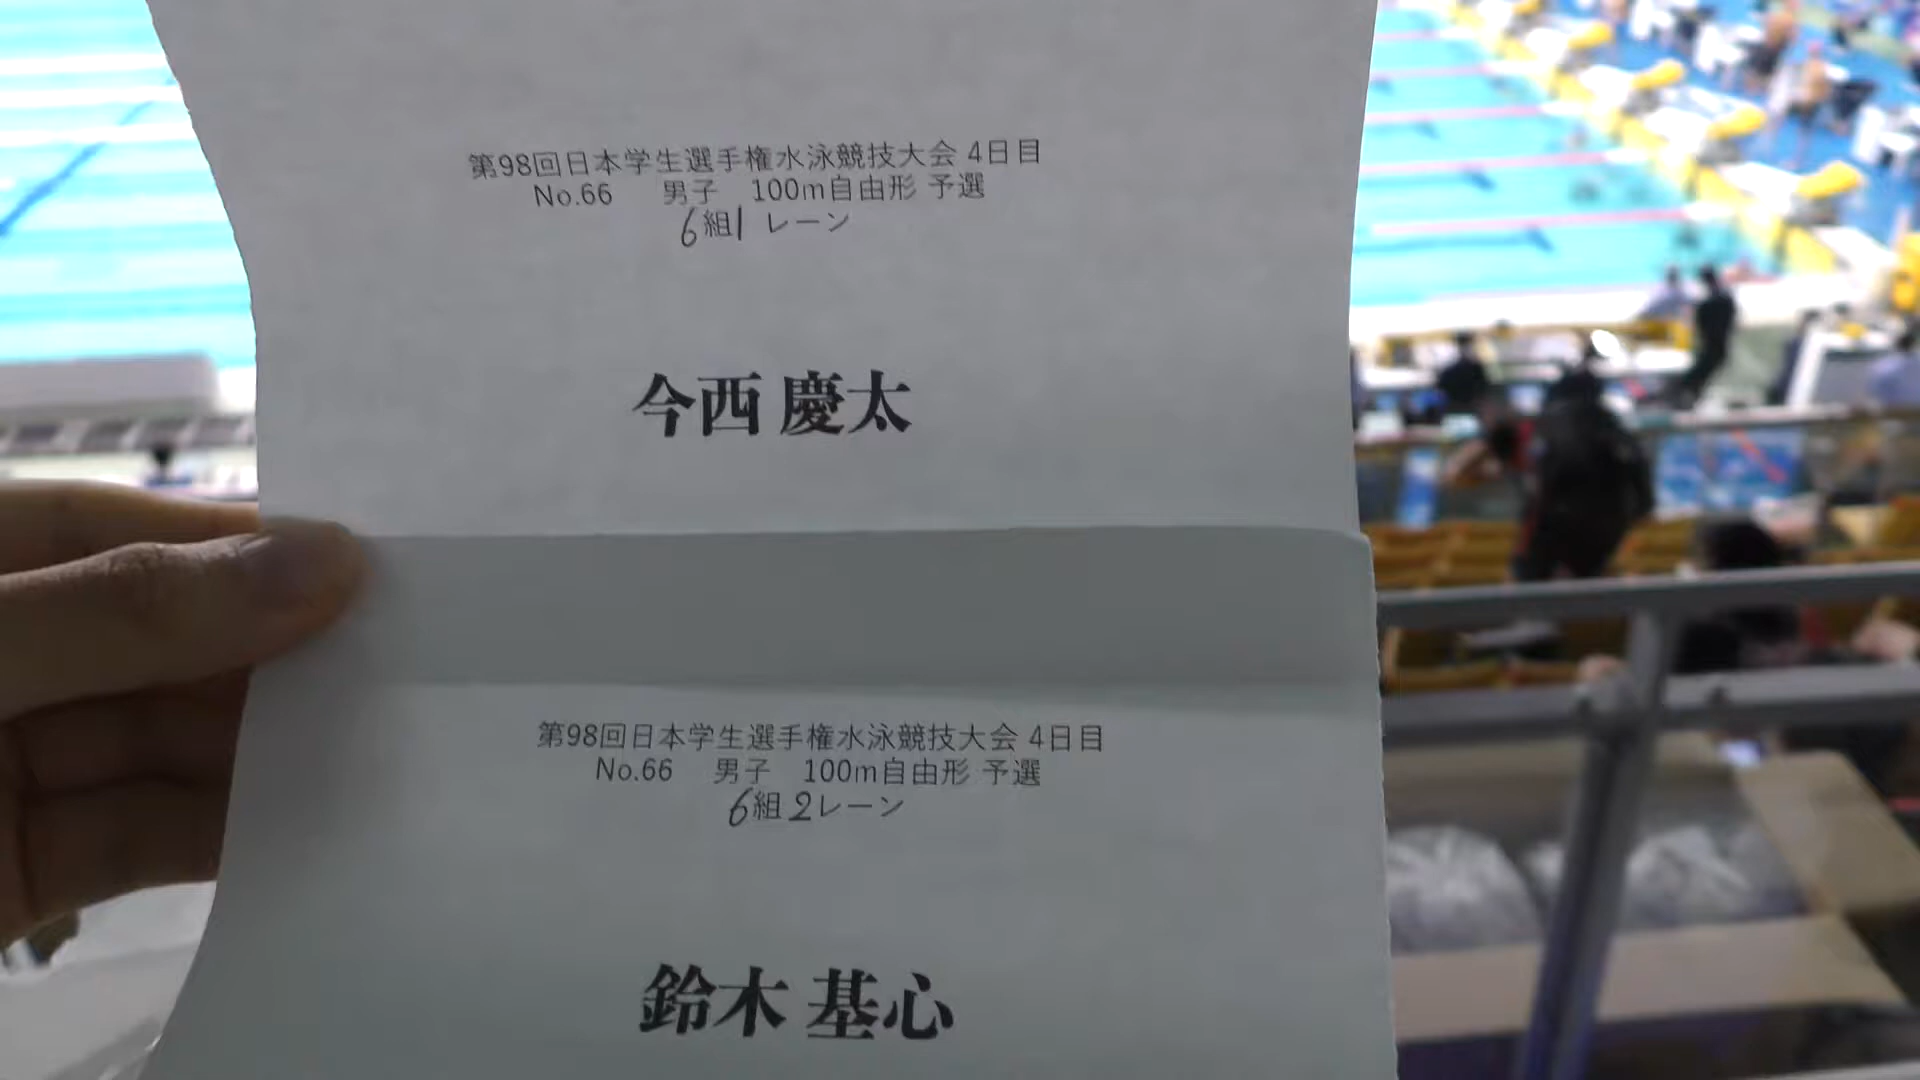 第98回日本学生選手権水泳競技大会 4日目
No.66 男子 100m自由形 予選
6組1 レーン
今西 慶太
第98回日本学生選手権水泳競技大会 4日目
No.66 男子 100m自由形 予選
6組2レーン
鈴木 基心